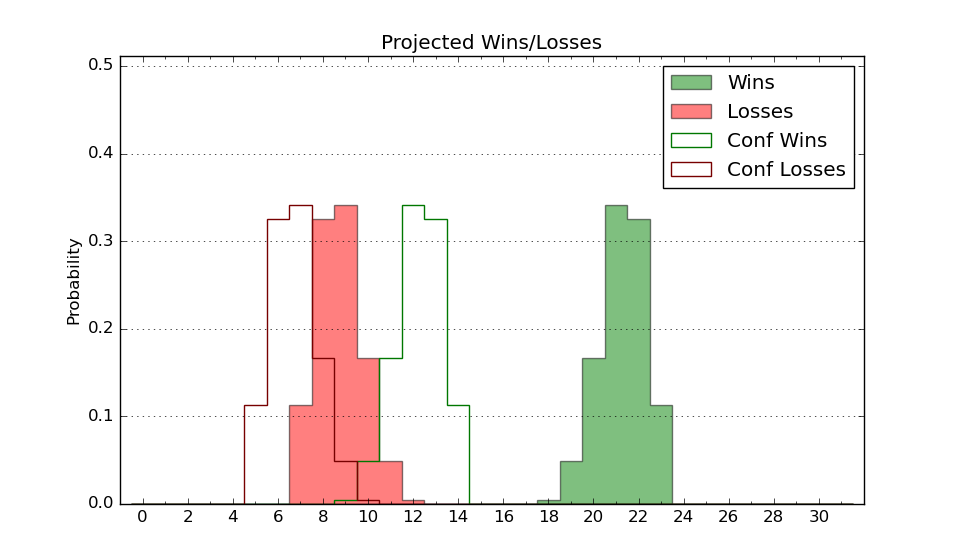 Projected Wins/Losses
0.5
0.4
0.3
0.2
0.1
0.0
Probability
Wins
Losses
Conf Wins
Conf Losses
0 2 4 6 8 10 12 14 16 18 20 22 24 26 28 30